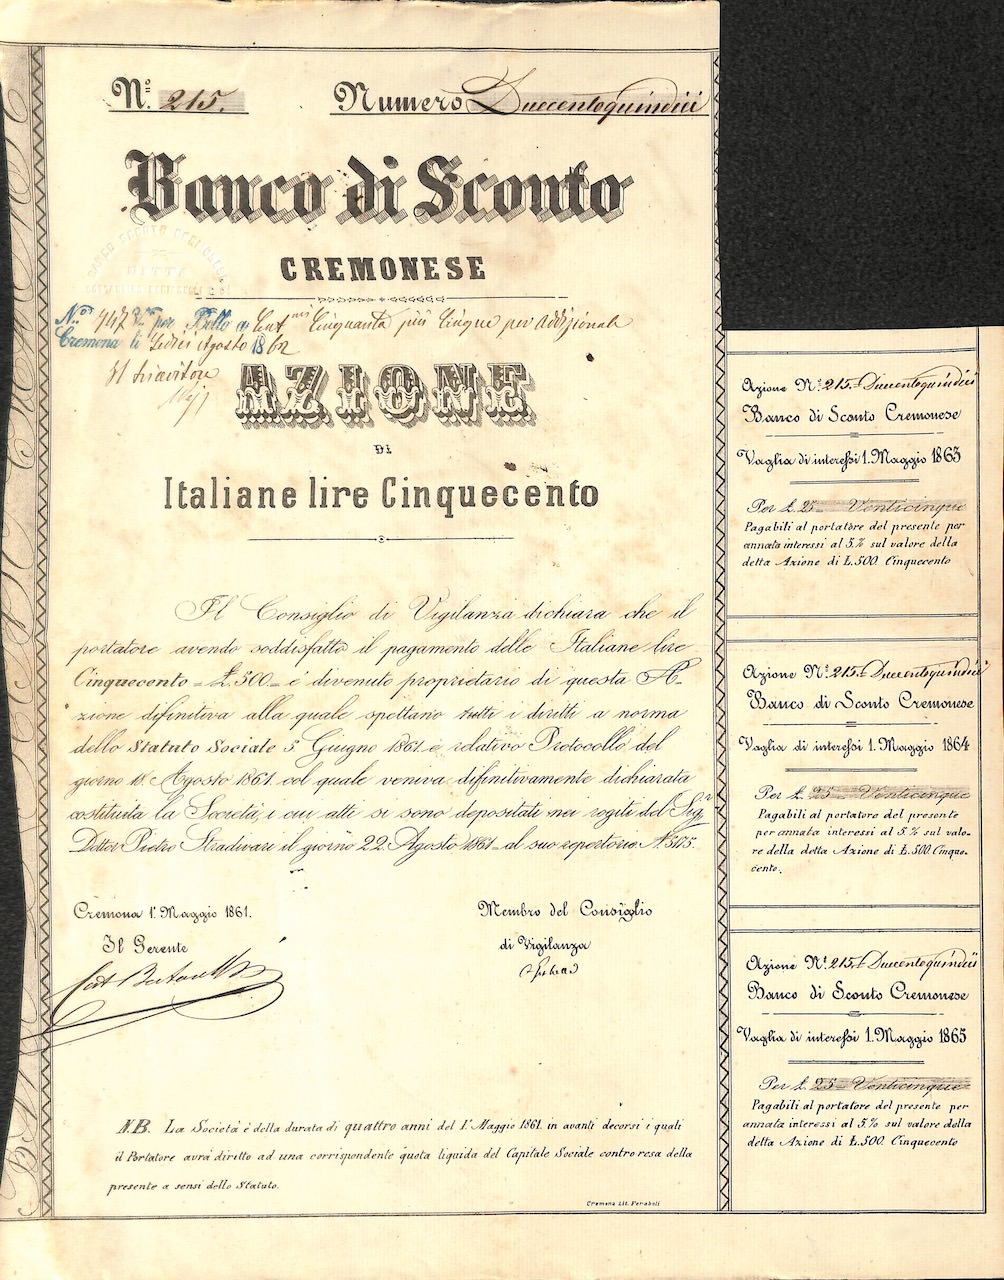 N.º 215. Numero Duecentoquindici
Banco di Sconto
CREMONESE
N.º 747 Vol. per Bollo a Cent.mi Cinquanta più Cinque per addizionale
Cremona li Sedici Agosto 1862
Il ricevitore
AZIONE
DI
Italiane lire Cinquecento
Il Consiglio di Vigilanza dichiara che il
portatore avendo soddisfatto il pagamento delle Italiane lire
Cinquecento = £.500.= é divenuto proprietario di questa A-
zione difinitiva alla quale spettano tutti i diritti a norma
dello Statuto Sociale 5 Giugno 1861 e relativo Protocollo del
giorno 11 Agosto 1861 col quale veniva difinitivamente dichiarata
costituita la Società, i cui atti si sono depositati nei rogiti del Sig.r
Dottor Pietro Stradivari il giorno 22 Agosto 1861 al suo repertorio N.
Cremona 1º Maggio 1861.
Il Gerente
Membro del Consiglio
di Vigilanza
N.B. La Società è della durata di quattro anni del 1º Maggio 1861 in avanti decorsi i quali
il Portatore avrà diritto ad una corrispondente quota liquida del Capitale Sociale contro resa della
presente a sensi dello Statuto.
Cremona Lit. Feraboli
Azione N.º 215.= Duecentoquindici
Banco di Sconto Cremonese
Vaglia di interessi 1. Maggio 1863
Per £. 25= Venticinque
Pagabili al portatore del presente per
annata interessi al 5.% sul valore della
detta Azione di £.500. Cinquecento
Azione N.º 215.= Duecentoquindici
Banco di Sconto Cremonese
Vaglia di interessi 1. Maggio 1864
Per £. 25= Venticinque
Pagabili al portatore del presente
per annata interessi al 5.% sul valo-
re della detta Azione di £.500. Cinque-
cento.
Azione N.º 215.= Duecentoquindici
Banco di Sconto Cremonese
Vaglia di interessi 1. Maggio 1865
Per £. 25= Venticinque
Pagabili al portatore del presente per
annata interessi al 5.% sul valore della
detta Azione di £.500 Cinquecento